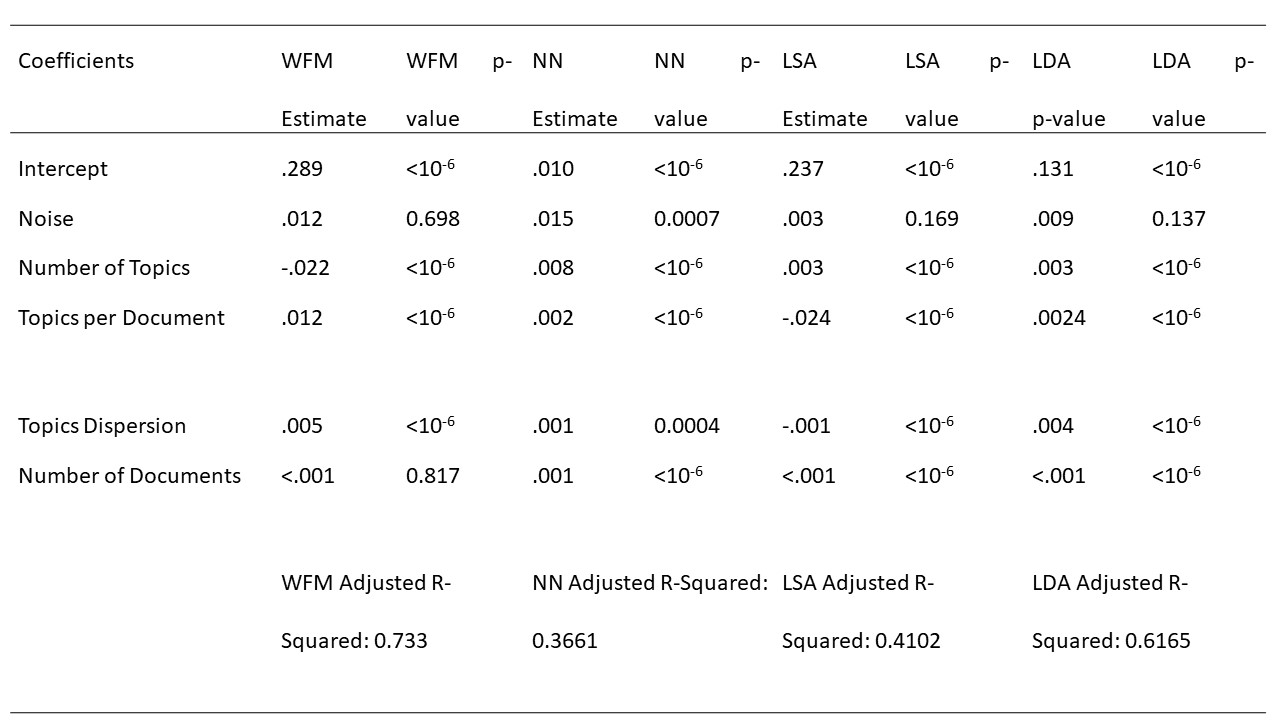 Coefficients WFM WFM p- NN NN p- LSA LSA p- LDA LDA p-
Estimate value Estimate value Estimate value p-value value
Intercept .289 <10-6 .010 <10-6 .237 <10-6 .131 <10-6
Noise .012 0.698 .015 0.0007 .003 0.169 .009 0.137
Number of Topics -.022 <10-6 .008 <10-6 .003 <10-6 .003 <10-6
Topics per Document .012 <10-6 .002 <10-6 -.024 <10-6 .0024 <10-6
Topics Dispersion .005 <10-6 .001 0.0004 -.001 <10-6 .004 <10-6
Number of Documents <.001 0.817 .001 <10-6 <.001 <10-6 <.001 <10-6
WFM Adjusted R- NN Adjusted R-Squared: LSA Adjusted R- LDA Adjusted R-
Squared: 0.733 0.3661 Squared: 0.4102 Squared: 0.6165